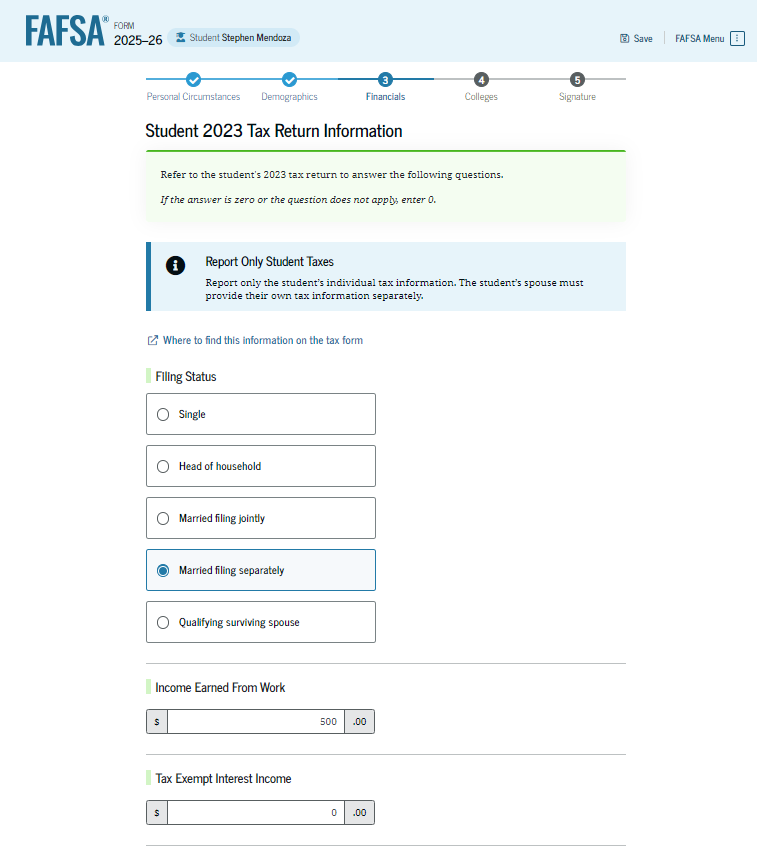 FAFSA® FORM
2025–26
Student Stephen Mendoza
Save
FAFSA Menu
3
4
5
Personal Circumstances
Demographics
Financials
Colleges
Signature
Student 2023 Tax Return Information
Refer to the student's 2023 tax return to answer the following questions.
If the answer is zero or the question does not apply, enter 0.
Report Only Student Taxes
Report only the student's individual tax information. The student's spouse must
provide their own tax information separately.
Where to find this information on the tax form
Filing Status
Single
Head of household
Married filing jointly
Married filing separately
Qualifying surviving spouse
Income Earned From Work
$ 500 .00
Tax Exempt Interest Income
$ 0 .00